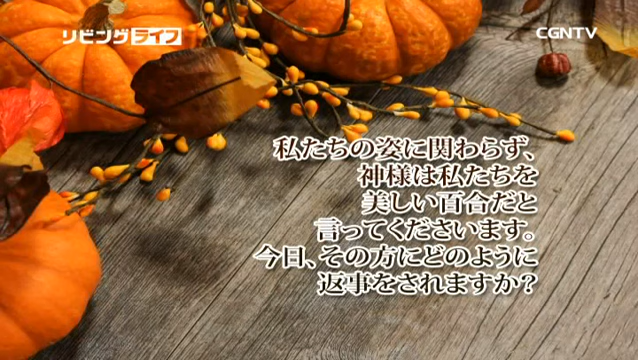 リビングライフ
CGNTV
私たちの姿に関わらず、
神様は私たちを
美しい百合だと
言ってくださいます。
今日、その方にどのように
返事をされますか？